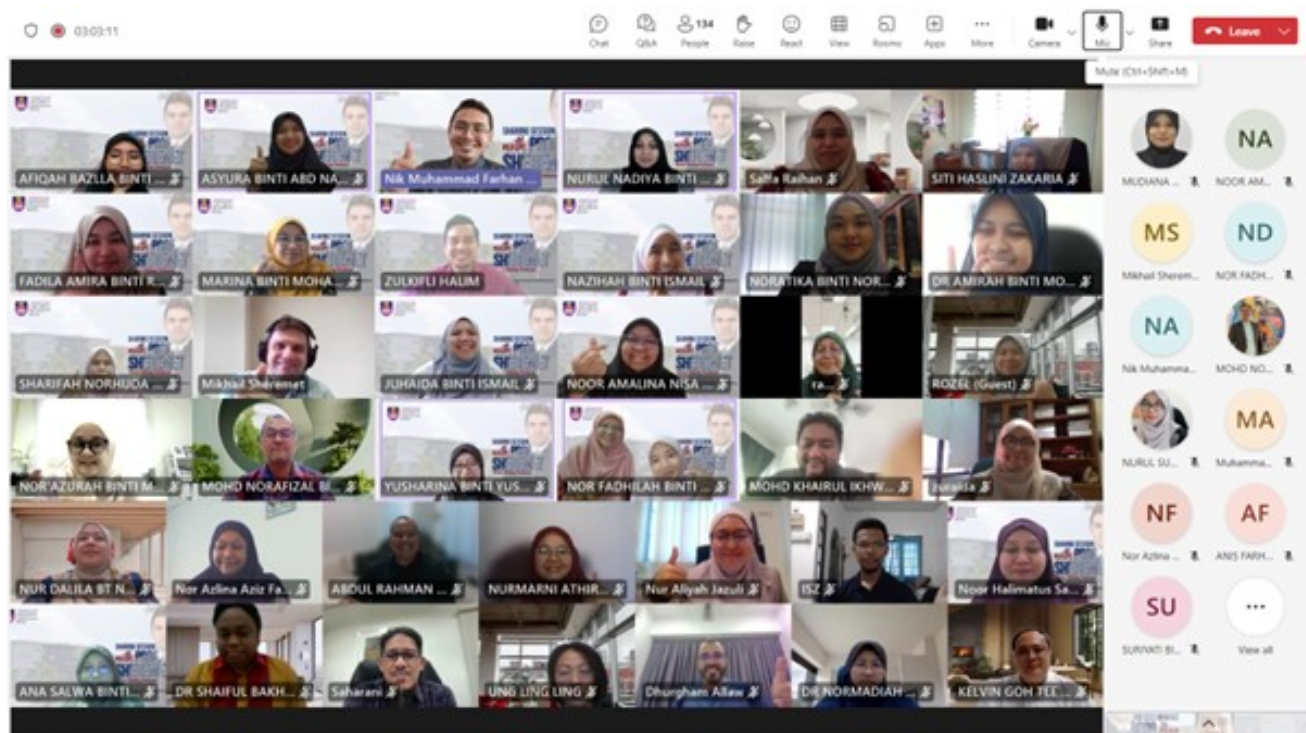 03:03:11
Chat
Q&A
134
People
Raise
React
View
Rooms
Apps
More
Camera
Mic
Share
Leave
Mute (Ctrl+Shift+M)
AFIQAH BAZLLA BINTI ...
ASYURA BINTI ABD NA...
Nik Muhammad Farhan ...
NURUL NADIYA BINTI ...
Safia Raihan
SITI HASLINI ZAKARIA
FADILA AMIRA BINTI R...
MARINA BINTI MOHA...
ZULKIFLI HALIM
NAZIHAH BINTI ISMAIL
NORATIKA BINTI NOR...
DR AMIRAH BINTI MO...
SHARIFAH NORHUDA ...
Mikhail Sheremet
JUHAIDA BINTI ISMAIL
NOOR AMALINA NISA ...
ra...
ROZEL (Guest)
NOR'AZURAH BINTI M...
MOHD NORAFIZAL BI...
YUSHARINA BINTI YUS...
NOR FADHILAH BINTI ...
MOHD KHAIRUL IKHW...
zuraida
NUR DALILA BT N...
Nor Azlina Aziz Fa...
ABDUL RAHMAN ...
NURMARNI ATHIR...
Nur Aliyah Jazuli
ISZ
Noor Halimatus Sa...
ANA SALWA BINTI...
DR SHAIFUL BAKH...
Saharani
UNG LING LING
Dhurgham Allaw
DR NORMADIAH ...
KELVIN GOH TEE ...
MUDIANA ...
NA
NOOR AM...
MS
Mikhail Sherem...
ND
NOR FADH...
NA
Nik Muhamma...
MOHD NO...
NURUL SU...
MA
Muhamma...
NF
Nor Azlina ...
AF
ANIS FARH...
SU
SURIYATI BI...
View all